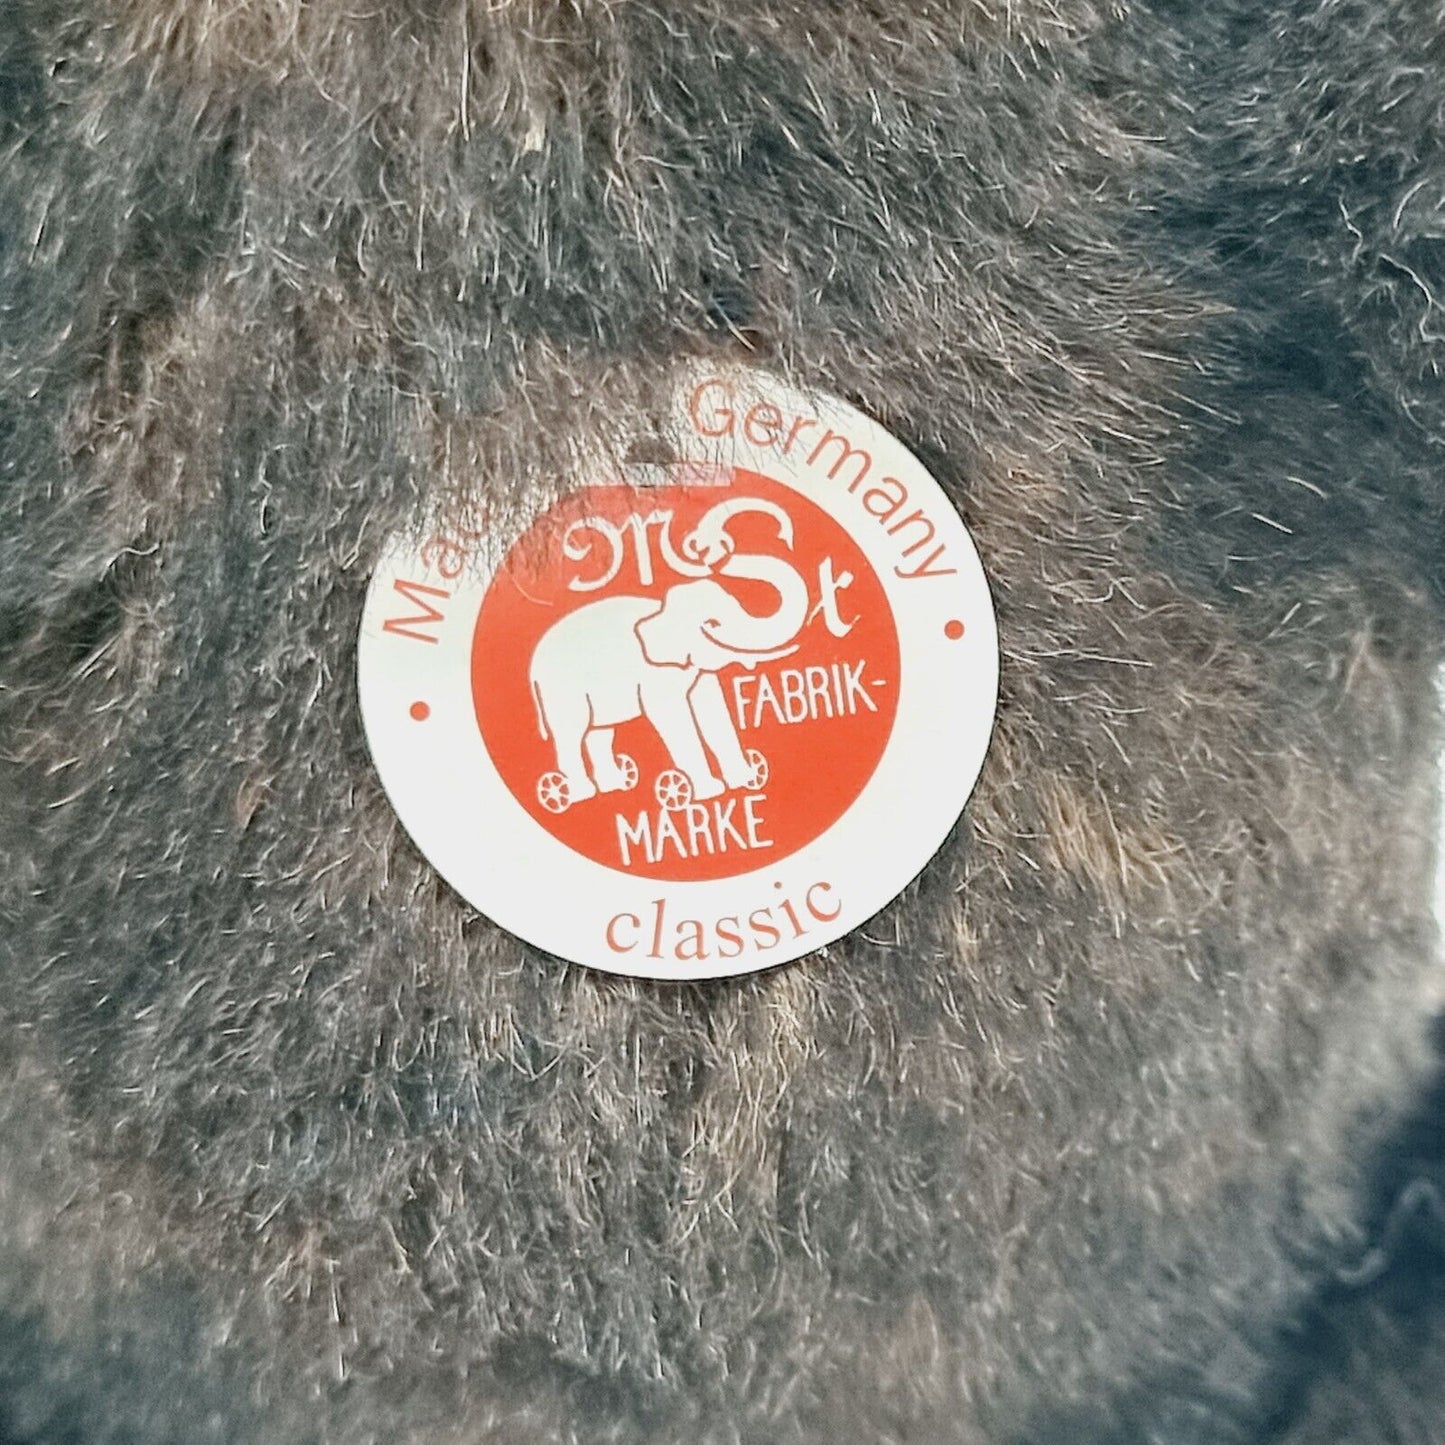 Germany
MSt
FABRIK-
MARKE
classic